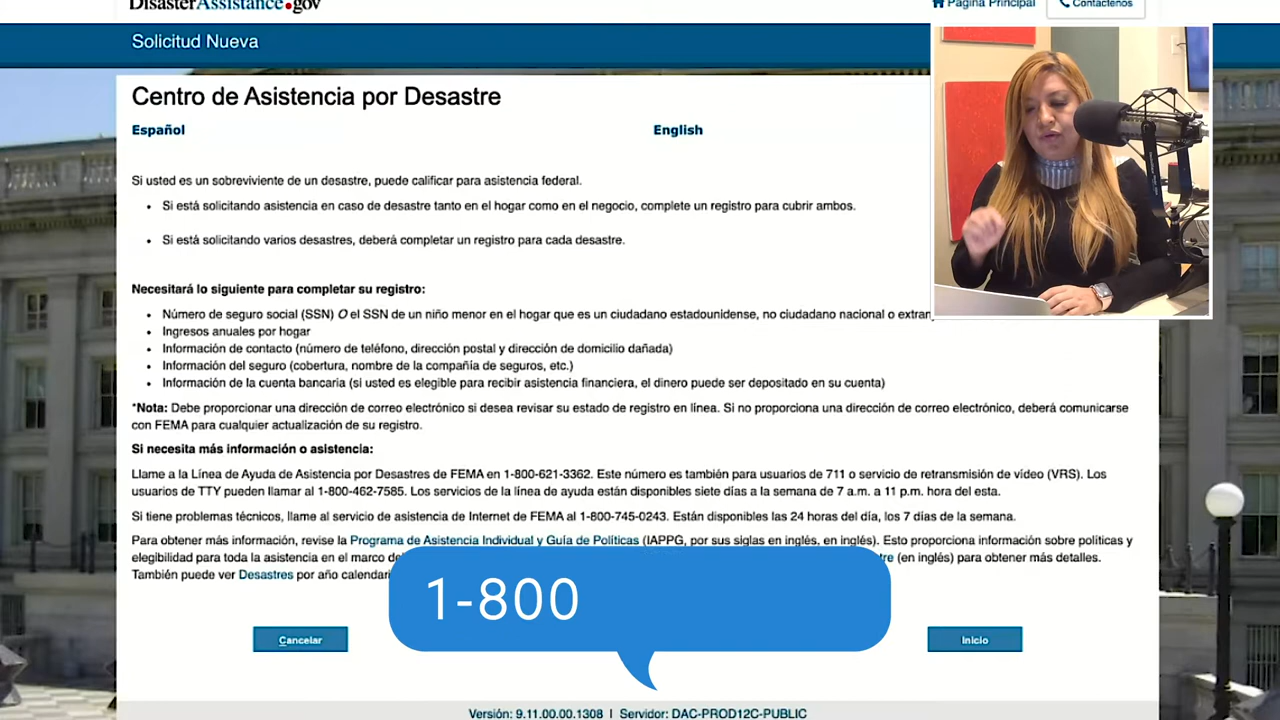 DisasterAssistance.gov
Página Principal
Contáctenos
Solicitud Nueva
Centro de Asistencia por Desastre
Español
English
Si usted es un sobreviviente de un desastre, puede calificar para asistencia federal.
• Si está solicitando asistencia en caso de desastre tanto en el hogar como en el negocio, complete un registro para cubrir ambos.
• Si está solicitando varios desastres, deberá completar un registro para cada desastre.
Necesitará lo siguiente para completar su registro:
• Número de seguro social (SSN) O el SSN de un niño menor en el hogar que es un ciudadano estadounidense, no ciudadano nacional o
• Ingresos anuales por hogar
• Información de contacto (número de teléfono, dirección postal y dirección de domicilio dañada)
• Información del seguro (cobertura, nombre de la compañía de seguros, etc.)
• Información de la cuenta bancaria (si usted es elegible para recibir asistencia financiera, el dinero puede ser depositado en su cuenta)
*Nota: Debe proporcionar una dirección de correo electrónico si desea revisar su estado de registro en línea. Si no proporciona una dirección de correo electrónico, deberá comunicarse
con FEMA para cualquier actualización de su registro.
Si necesita más información o asistencia:
Llame a la Línea de Ayuda de Asistencia por Desastres de FEMA en 1-800-621-3362. Este número es también para usuarios de 711 o servicio de retransmisión de vídeo (VRS). Los
usuarios de TTY pueden llamar al 1-800-462-7585. Los servicios de la línea de ayuda están disponibles siete días a la semana de 7 a.m. a 11 p.m. hora del esta.
Si tiene problemas técnicos, llame al servicio de asistencia de Internet de FEMA al 1-800-745-0243. Están disponibles las 24 horas del día, los 7 días de la semana.
Para obtener más información, revise la Programa de Asistencia Individual y Guía de Políticas (IAPPG, por sus siglas en inglés, en inglés). Esto proporciona información sobre políticas y
elegibilidad para toda la asistencia en el marco (en inglés) para obtener más detalles.
También puede ver Desastres por año
1-800
Cancelar
Inicio
Versión: 9.11.00.00.1308 | Servidor: DAC-PROD12C-PUBLIC